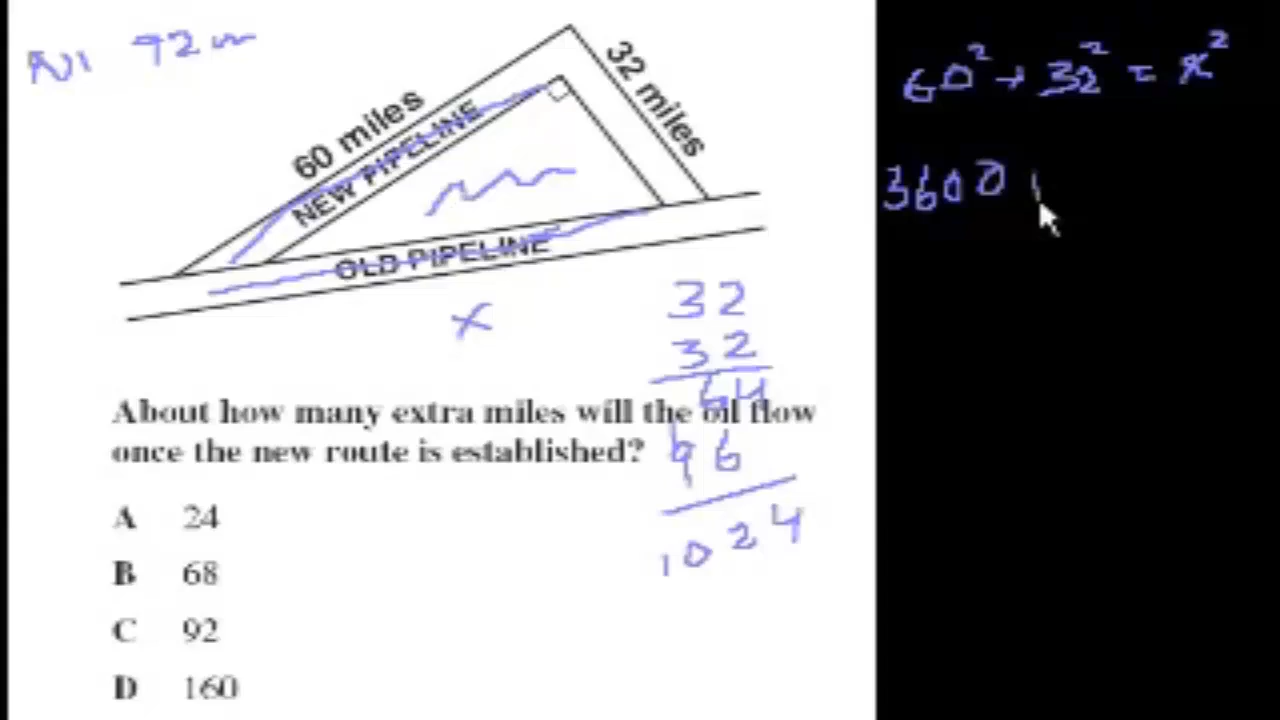 92
60 miles
32 miles
NEW PIPELINE
OLD PIPELINE
x
60² + 32² = x²
3600
32
32
64
96
1024
About how many extra miles will the oil flow
once the new route is established?
A 24
B 68
C 92
D 160